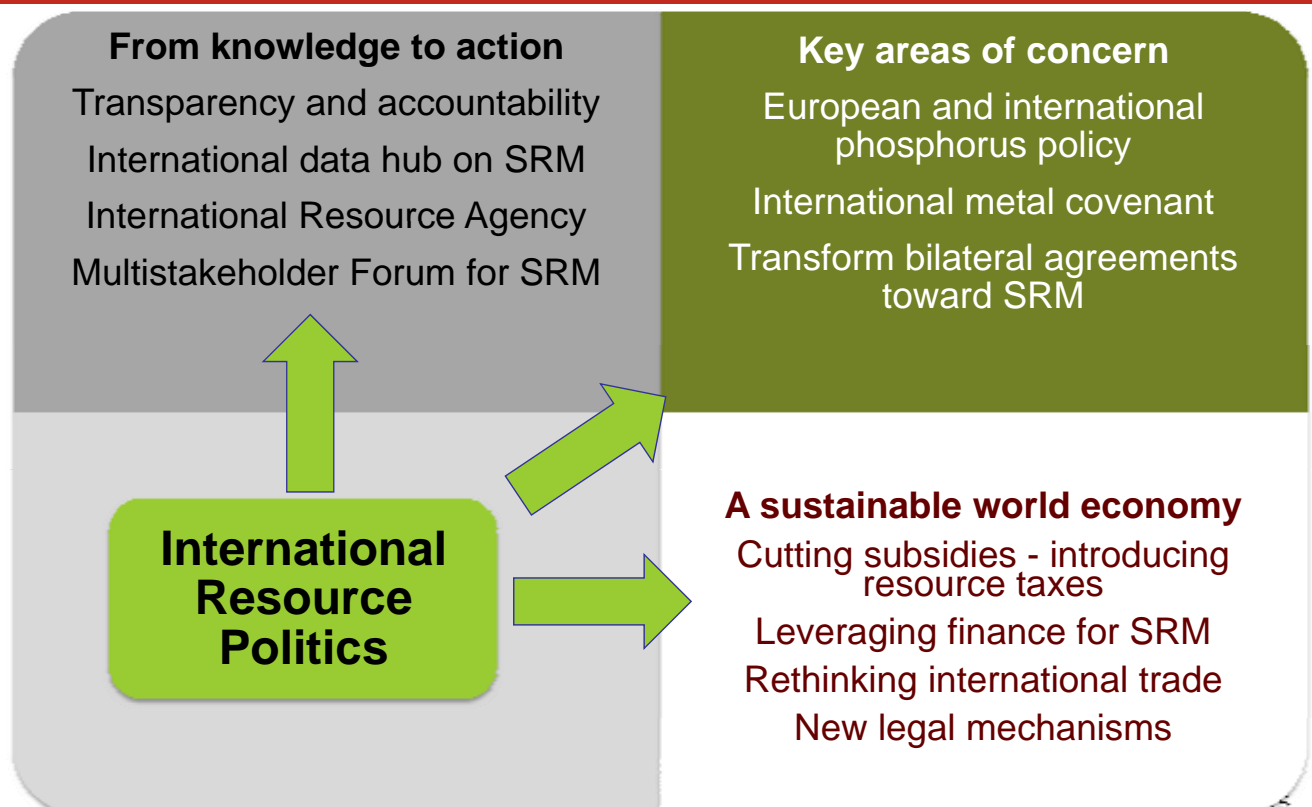 From knowledge to action
Transparency and accountability
International data hub on SRM
International Resource Agency
Multistakeholder Forum for SRM
Key areas of concern
European and international
phosphorus policy
International metal covenant
Transform bilateral agreements
toward SRM
International
Resource
Politics
A sustainable world economy
Cutting subsidies - introducing
resource taxes
Leveraging finance for SRM
Rethinking international trade
New legal mechanisms